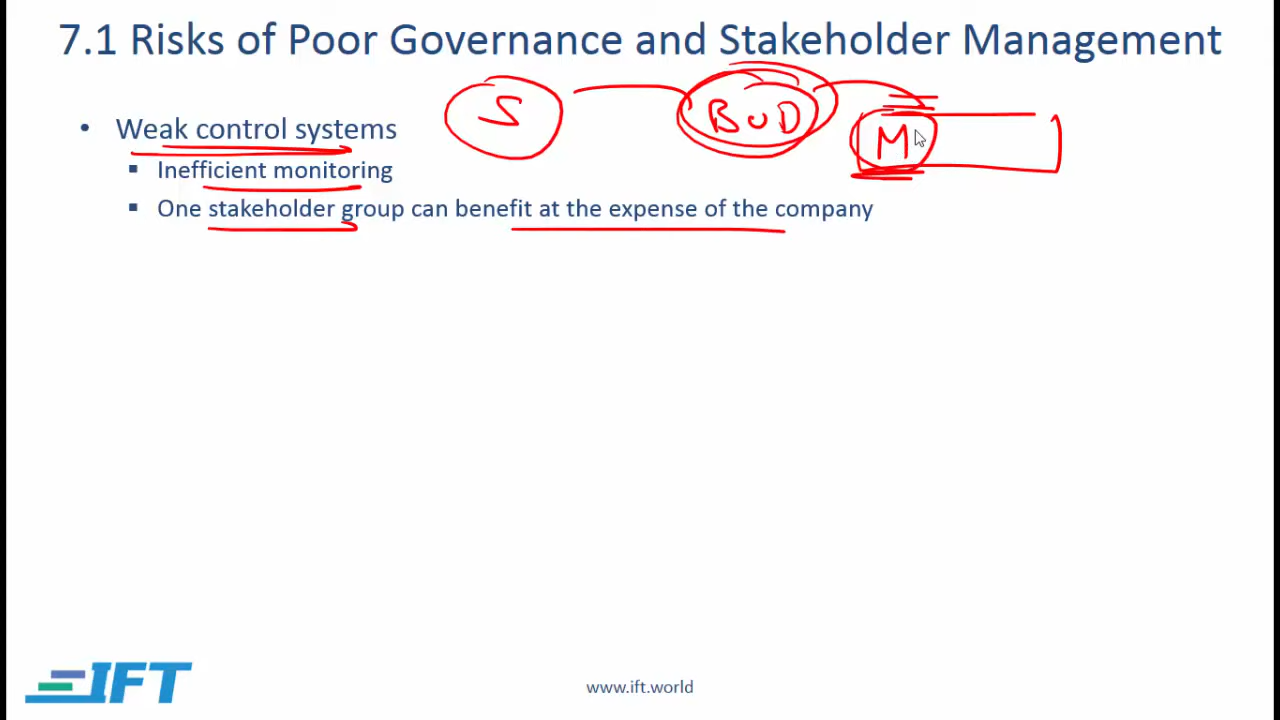 7.1 Risks of Poor Governance and Stakeholder Management
S BoD
• Weak control systems M
▪ Inefficient monitoring
▪ One stakeholder group can benefit at the expense of the company
IFT
www.ift.world